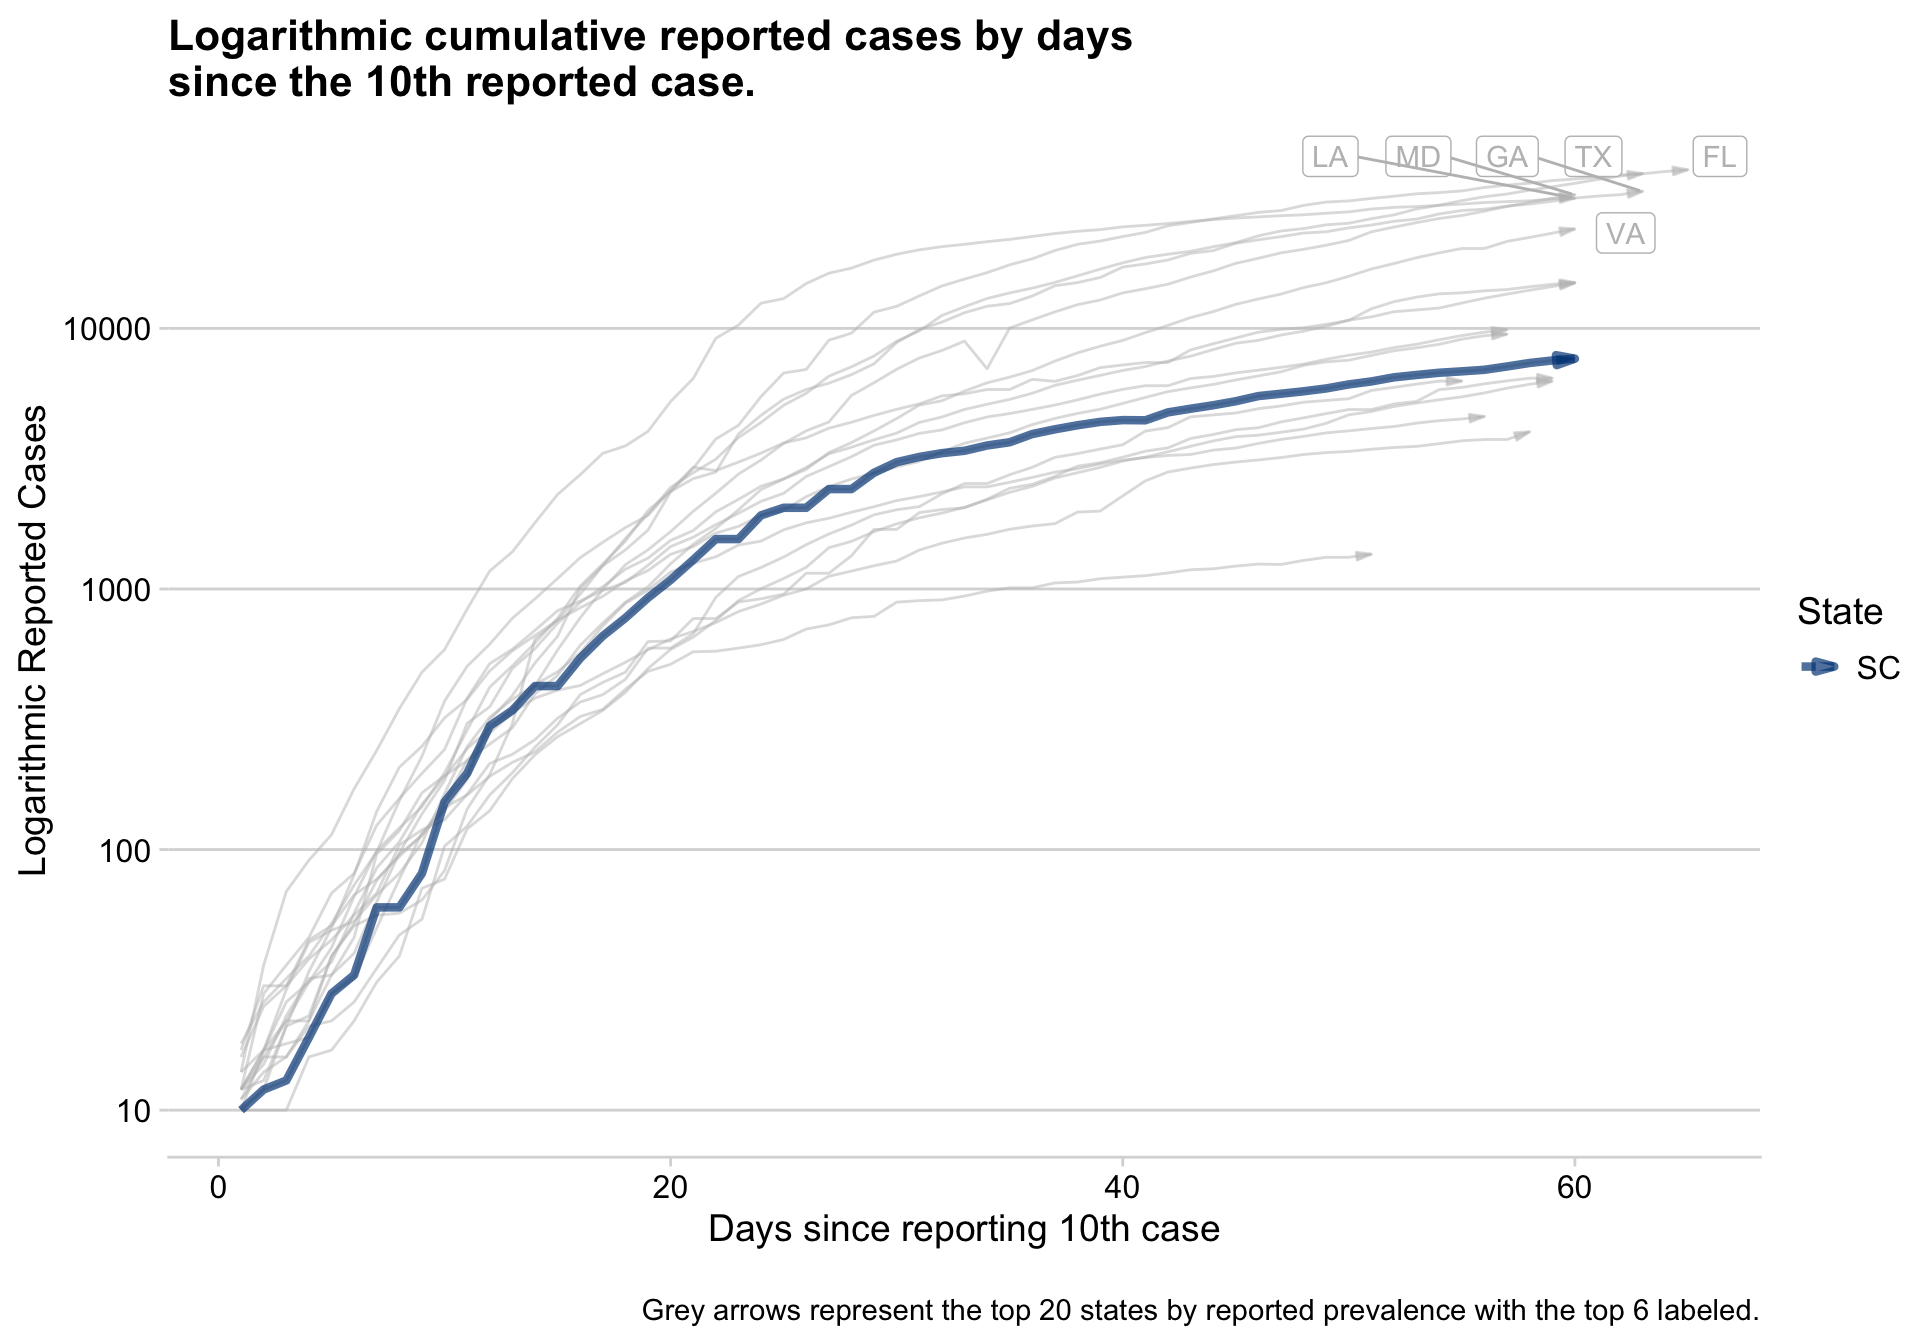 Logarithmic cumulative reported cases by days
since the 10th reported case.
LA MD GA TX FL
VA
10000
1000
100
10
Logarithmic Reported Cases
State
SC
0 20 40 60
Days since reporting 10th case
Grey arrows represent the top 20 states by reported prevalence with the top 6 labeled.